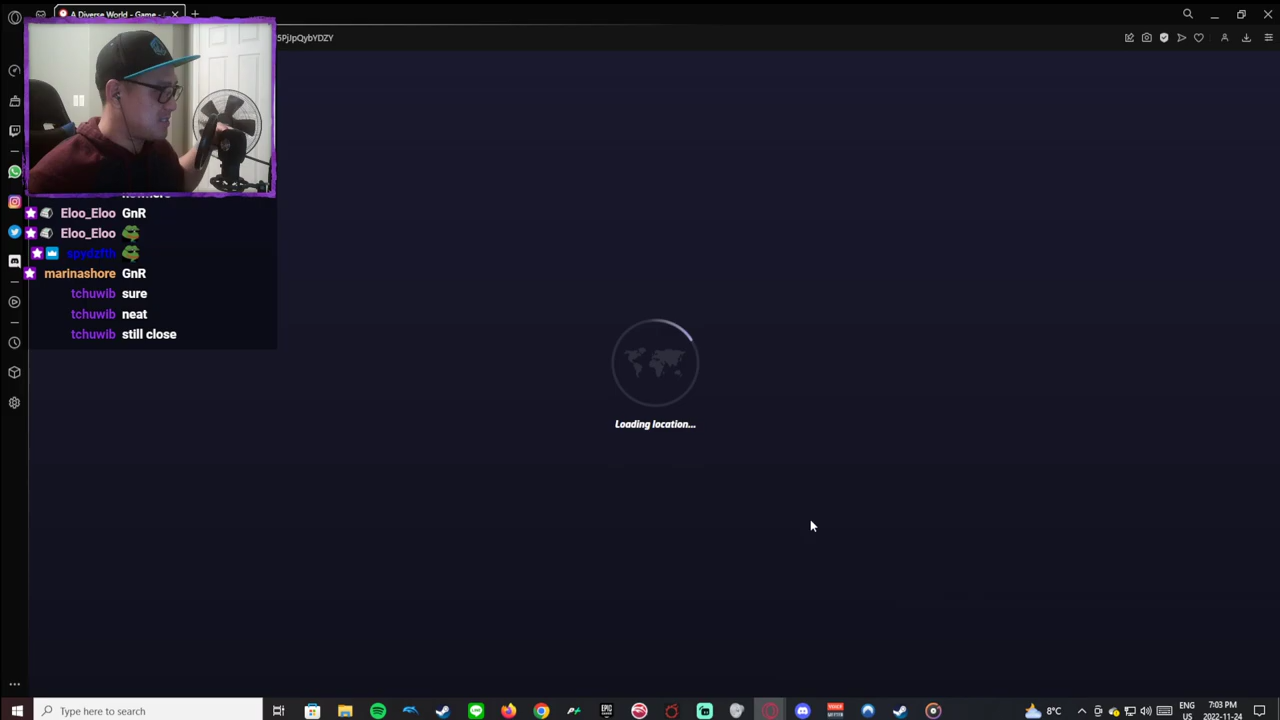 A Diverse World - Game -
5PjJpQybYDZY
Eloo_Eloo GnR
Eloo_Eloo
spydzfth
marinashore GnR
tchuwib sure
tchuwib neat
tchuwib still close
Loading location...
Type here to search
8°C
ENG
7:03 PM
2022-11-24